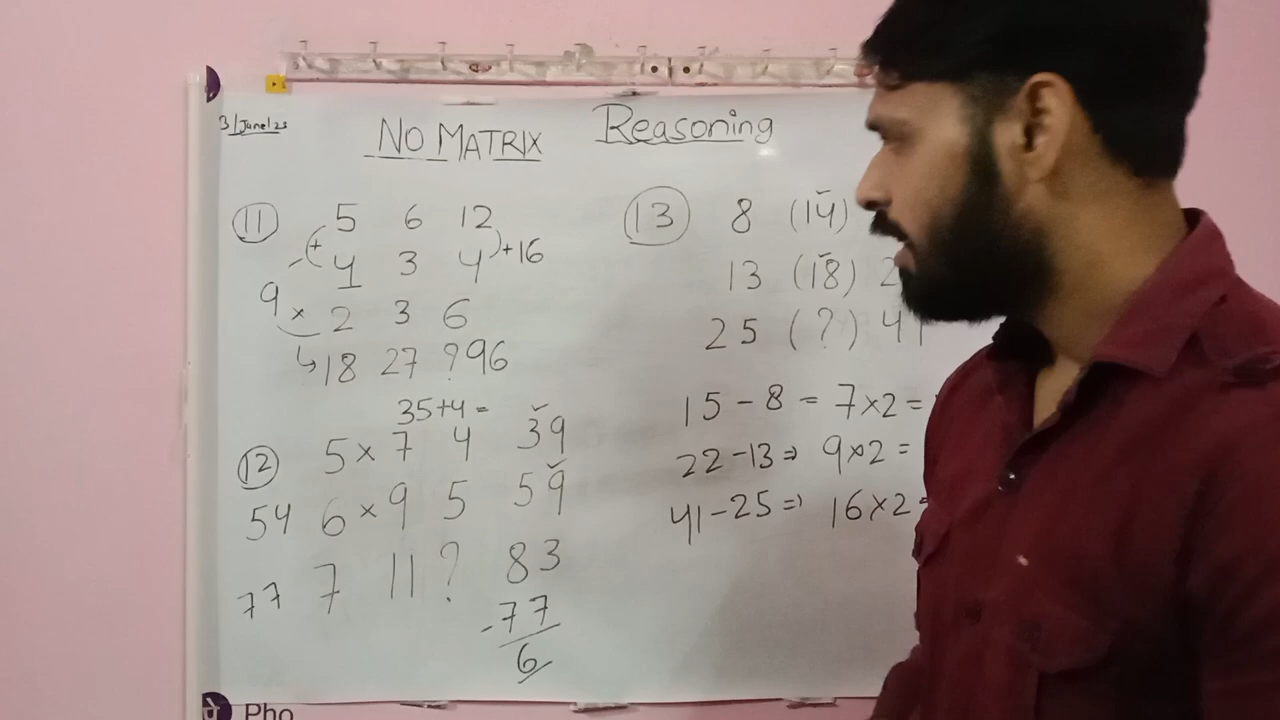 3/June/23
NO MATRIX Reasoning
11 5 6 12
+ 4 3 4 +16
9 × 2 3 6
18 27 ? 96
35+4=
12 5 × 7 4 39
54 6 × 9 5 59
77 7 11 ? 83
-77
6
13 8 (14)
13 (18) 2
25 (?) 41
15 - 8 = 7×2=
22-13⇒ 9×2=
41-25⇒ 16×2=
पे Pho